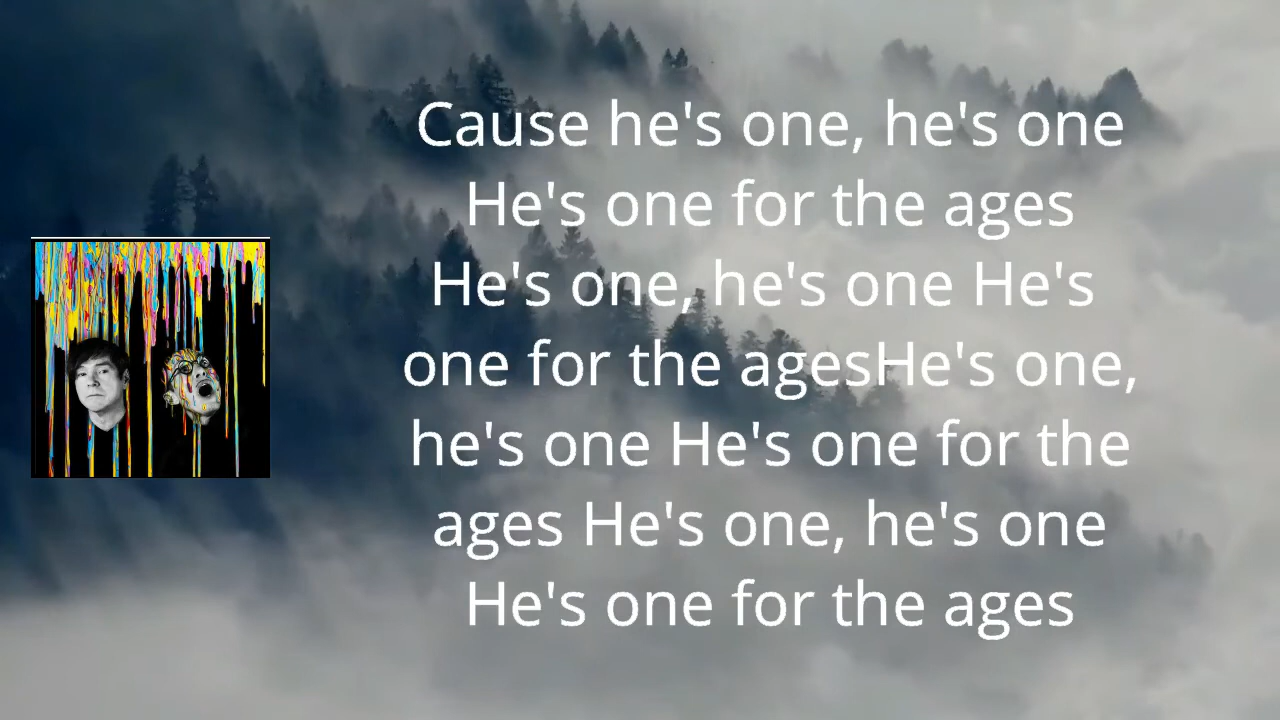 Cause he's one, he's one
He's one for the ages
He's one, he's one He's
one for the agesHe's one,
he's one He's one for the
ages He's one, he's one
He's one for the ages